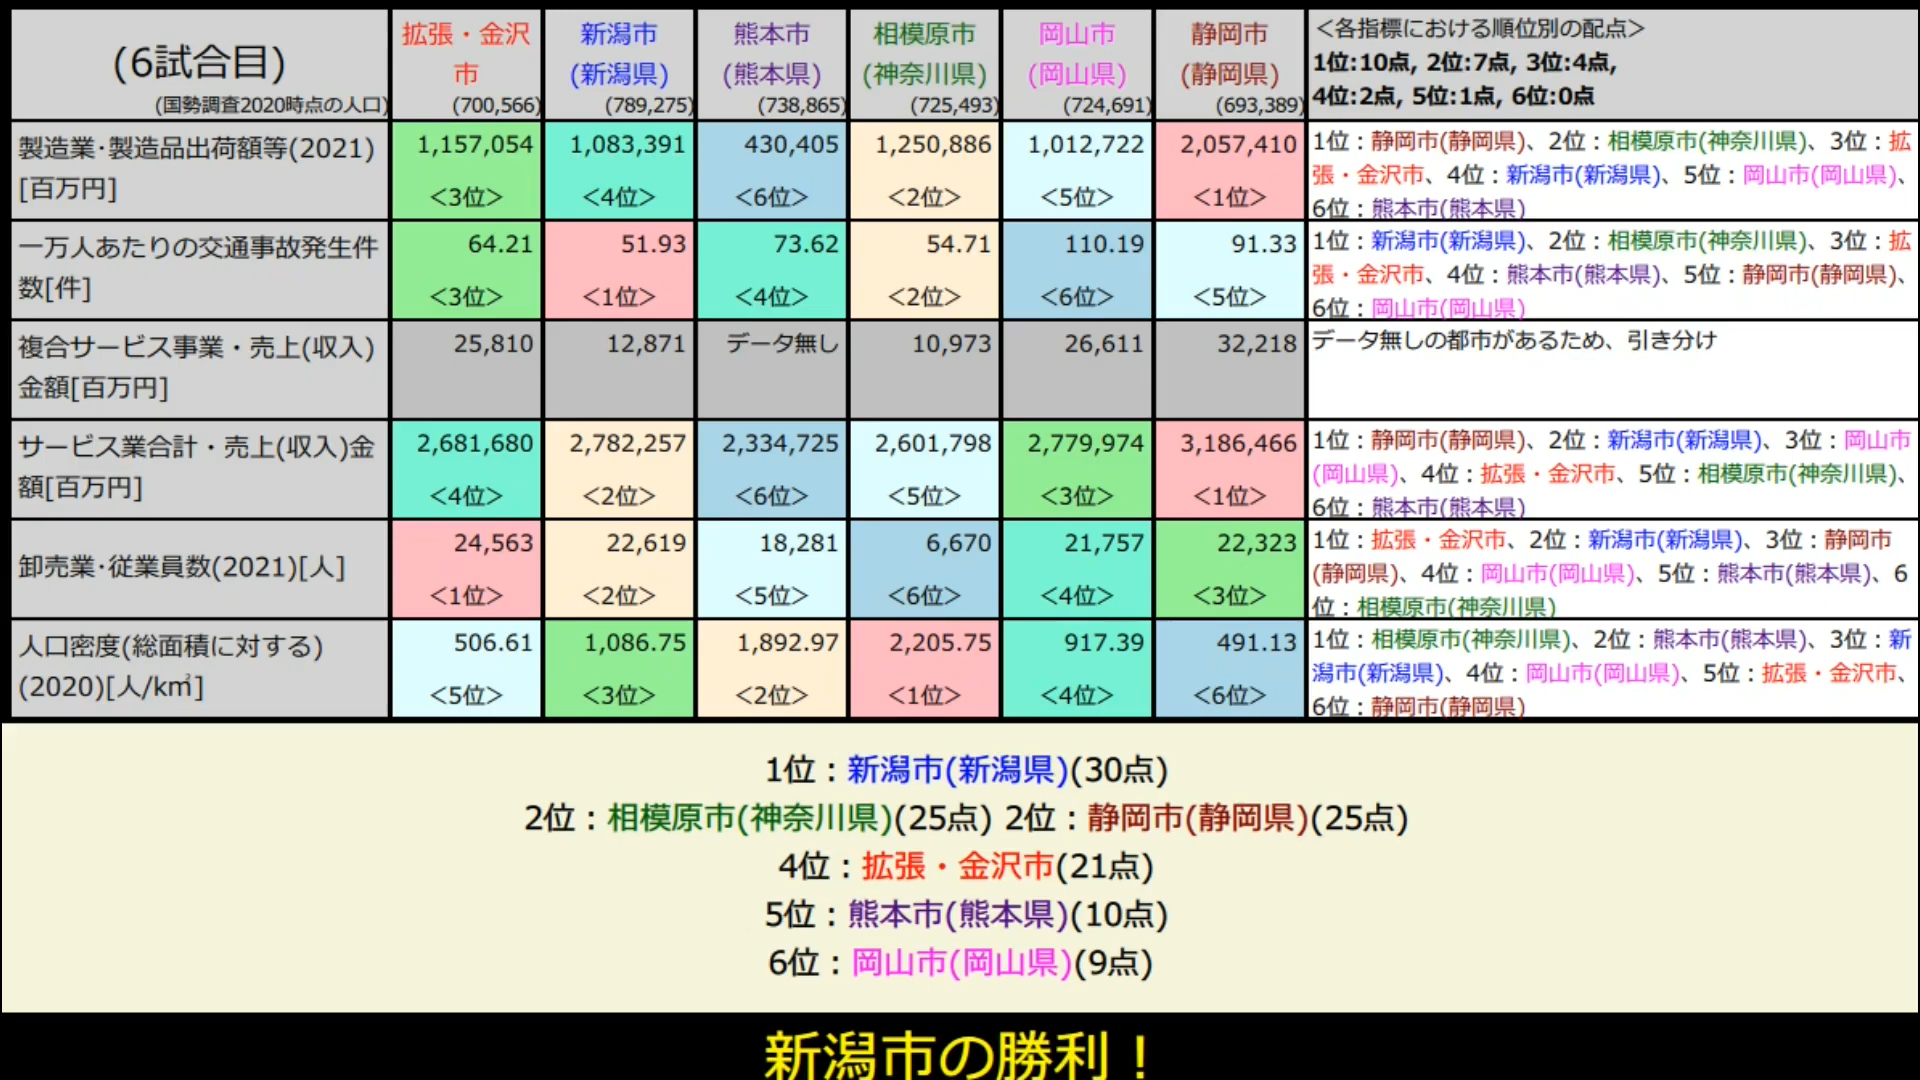 (6試合目)
(国勢調査2020時点の人口)
拡張・金沢市
(700,566)
新潟市
(新潟県)
(789,275)
熊本市
(熊本県)
(738,865)
相模原市
(神奈川県)
(725,493)
岡山市
(岡山県)
(724,691)
静岡市
(静岡県)
(693,389)
＜各指標における順位別の配点＞
1位:10点, 2位:7点, 3位:4点,
4位:2点, 5位:1点, 6位:0点
製造業･製造品出荷額等(2021)
[百万円]
1,157,054 1,083,391 430,405 1,250,886 1,012,722 2,057,410
<3位> <4位> <6位> <2位> <5位> <1位>
1位：静岡市(静岡県)、2位：相模原市(神奈川県)、3位：拡
張・金沢市、4位：新潟市(新潟県)、5位：岡山市(岡山県)、
6位：熊本市(熊本県)
一万人あたりの交通事故発生件
数[件]
64.21 51.93 73.62 54.71 110.19 91.33
<3位> <1位> <4位> <2位> <6位> <5位>
1位：新潟市(新潟県)、2位：相模原市(神奈川県)、3位：拡
張・金沢市、4位：熊本市(熊本県)、5位：静岡市(静岡県)、
6位：岡山市(岡山県)
複合サービス事業・売上(収入)
金額[百万円]
25,810 12,871 データ無し 10,973 26,611 32,218
データ無しの都市があるため、引き分け
サービス業合計・売上(収入)金
額[百万円]
2,681,680 2,782,257 2,334,725 2,601,798 2,779,974 3,186,466
<4位> <2位> <6位> <5位> <3位> <1位>
1位：静岡市(静岡県)、2位：新潟市(新潟県)、3位：岡山市
(岡山県)、4位：拡張・金沢市、5位：相模原市(神奈川県)、
6位：熊本市(熊本県)
卸売業･従業員数(2021)[人]
24,563 22,619 18,281 6,670 21,757 22,323
<1位> <2位> <5位> <6位> <4位> <3位>
1位：拡張・金沢市、2位：新潟市(新潟県)、3位：静岡市
(静岡県)、4位：岡山市(岡山県)、5位：熊本市(熊本県)、6
位：相模原市(神奈川県)
人口密度(総面積に対する)
(2020)[人/k㎡]
506.61 1,086.75 1,892.97 2,205.75 917.39 491.13
<5位> <3位> <2位> <1位> <4位> <6位>
1位：相模原市(神奈川県)、2位：熊本市(熊本県)、3位：新
潟市(新潟県)、4位：岡山市(岡山県)、5位：拡張・金沢市、
6位：静岡市(静岡県)
1位：新潟市(新潟県)(30点)
2位：相模原市(神奈川県)(25点) 2位：静岡市(静岡県)(25点)
4位：拡張・金沢市(21点)
5位：熊本市(熊本県)(10点)
6位：岡山市(岡山県)(9点)
新潟市の勝利！